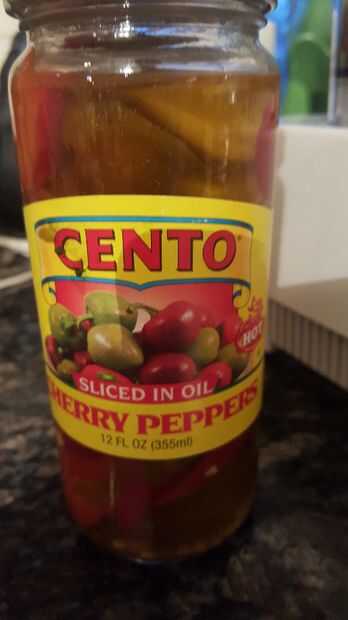 CENTO
HOT
SLICED IN OIL
HERRY PEPPERS
12 FL OZ (355ml)